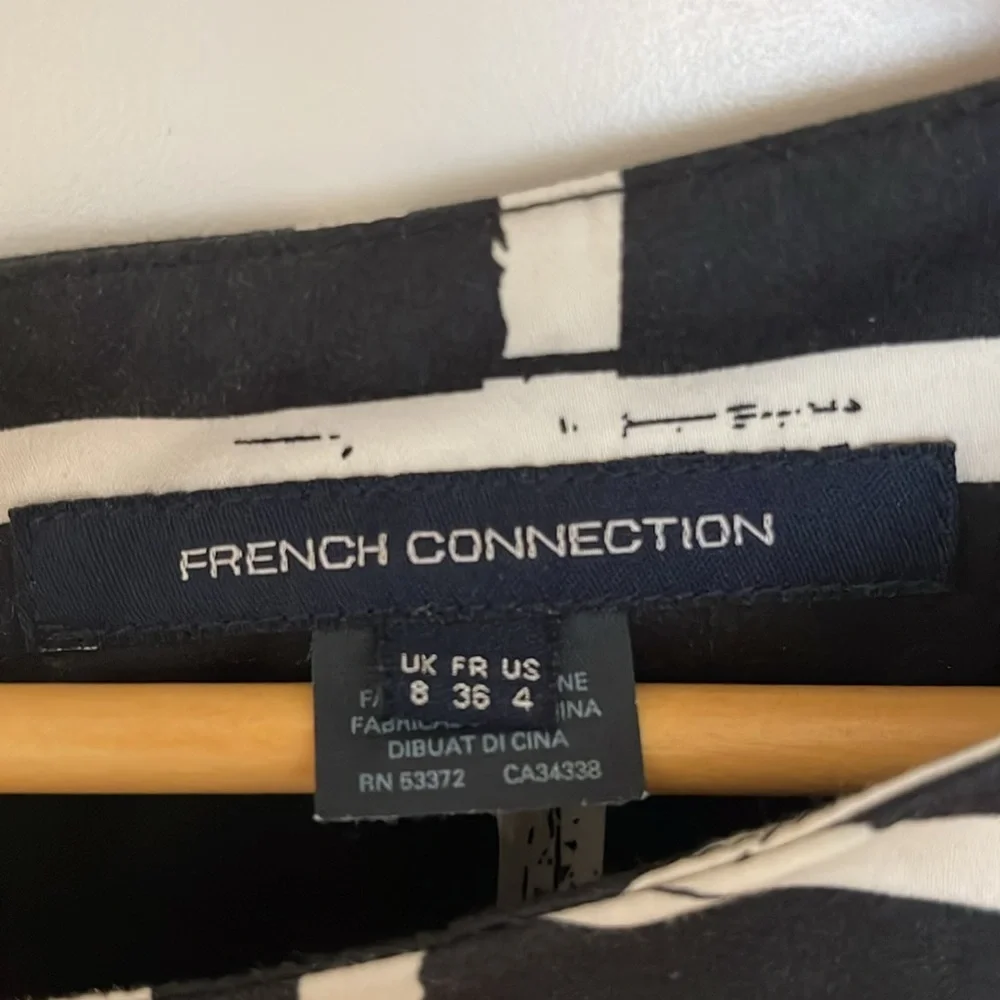 FRENCH CONNECTION
UK FR US
8 36 4
DIBUAT DI CINA
RN 53372 CA34338